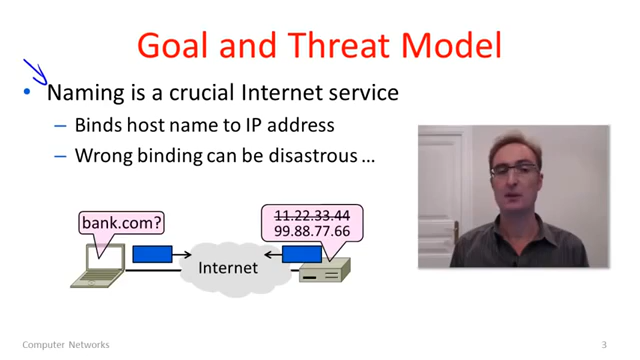 Goal and Threat Model
• Naming is a crucial Internet service
– Binds host name to IP address
– Wrong binding can be disastrous …
bank.com?
11.22.33.44
99.88.77.66
Internet
Computer Networks
3